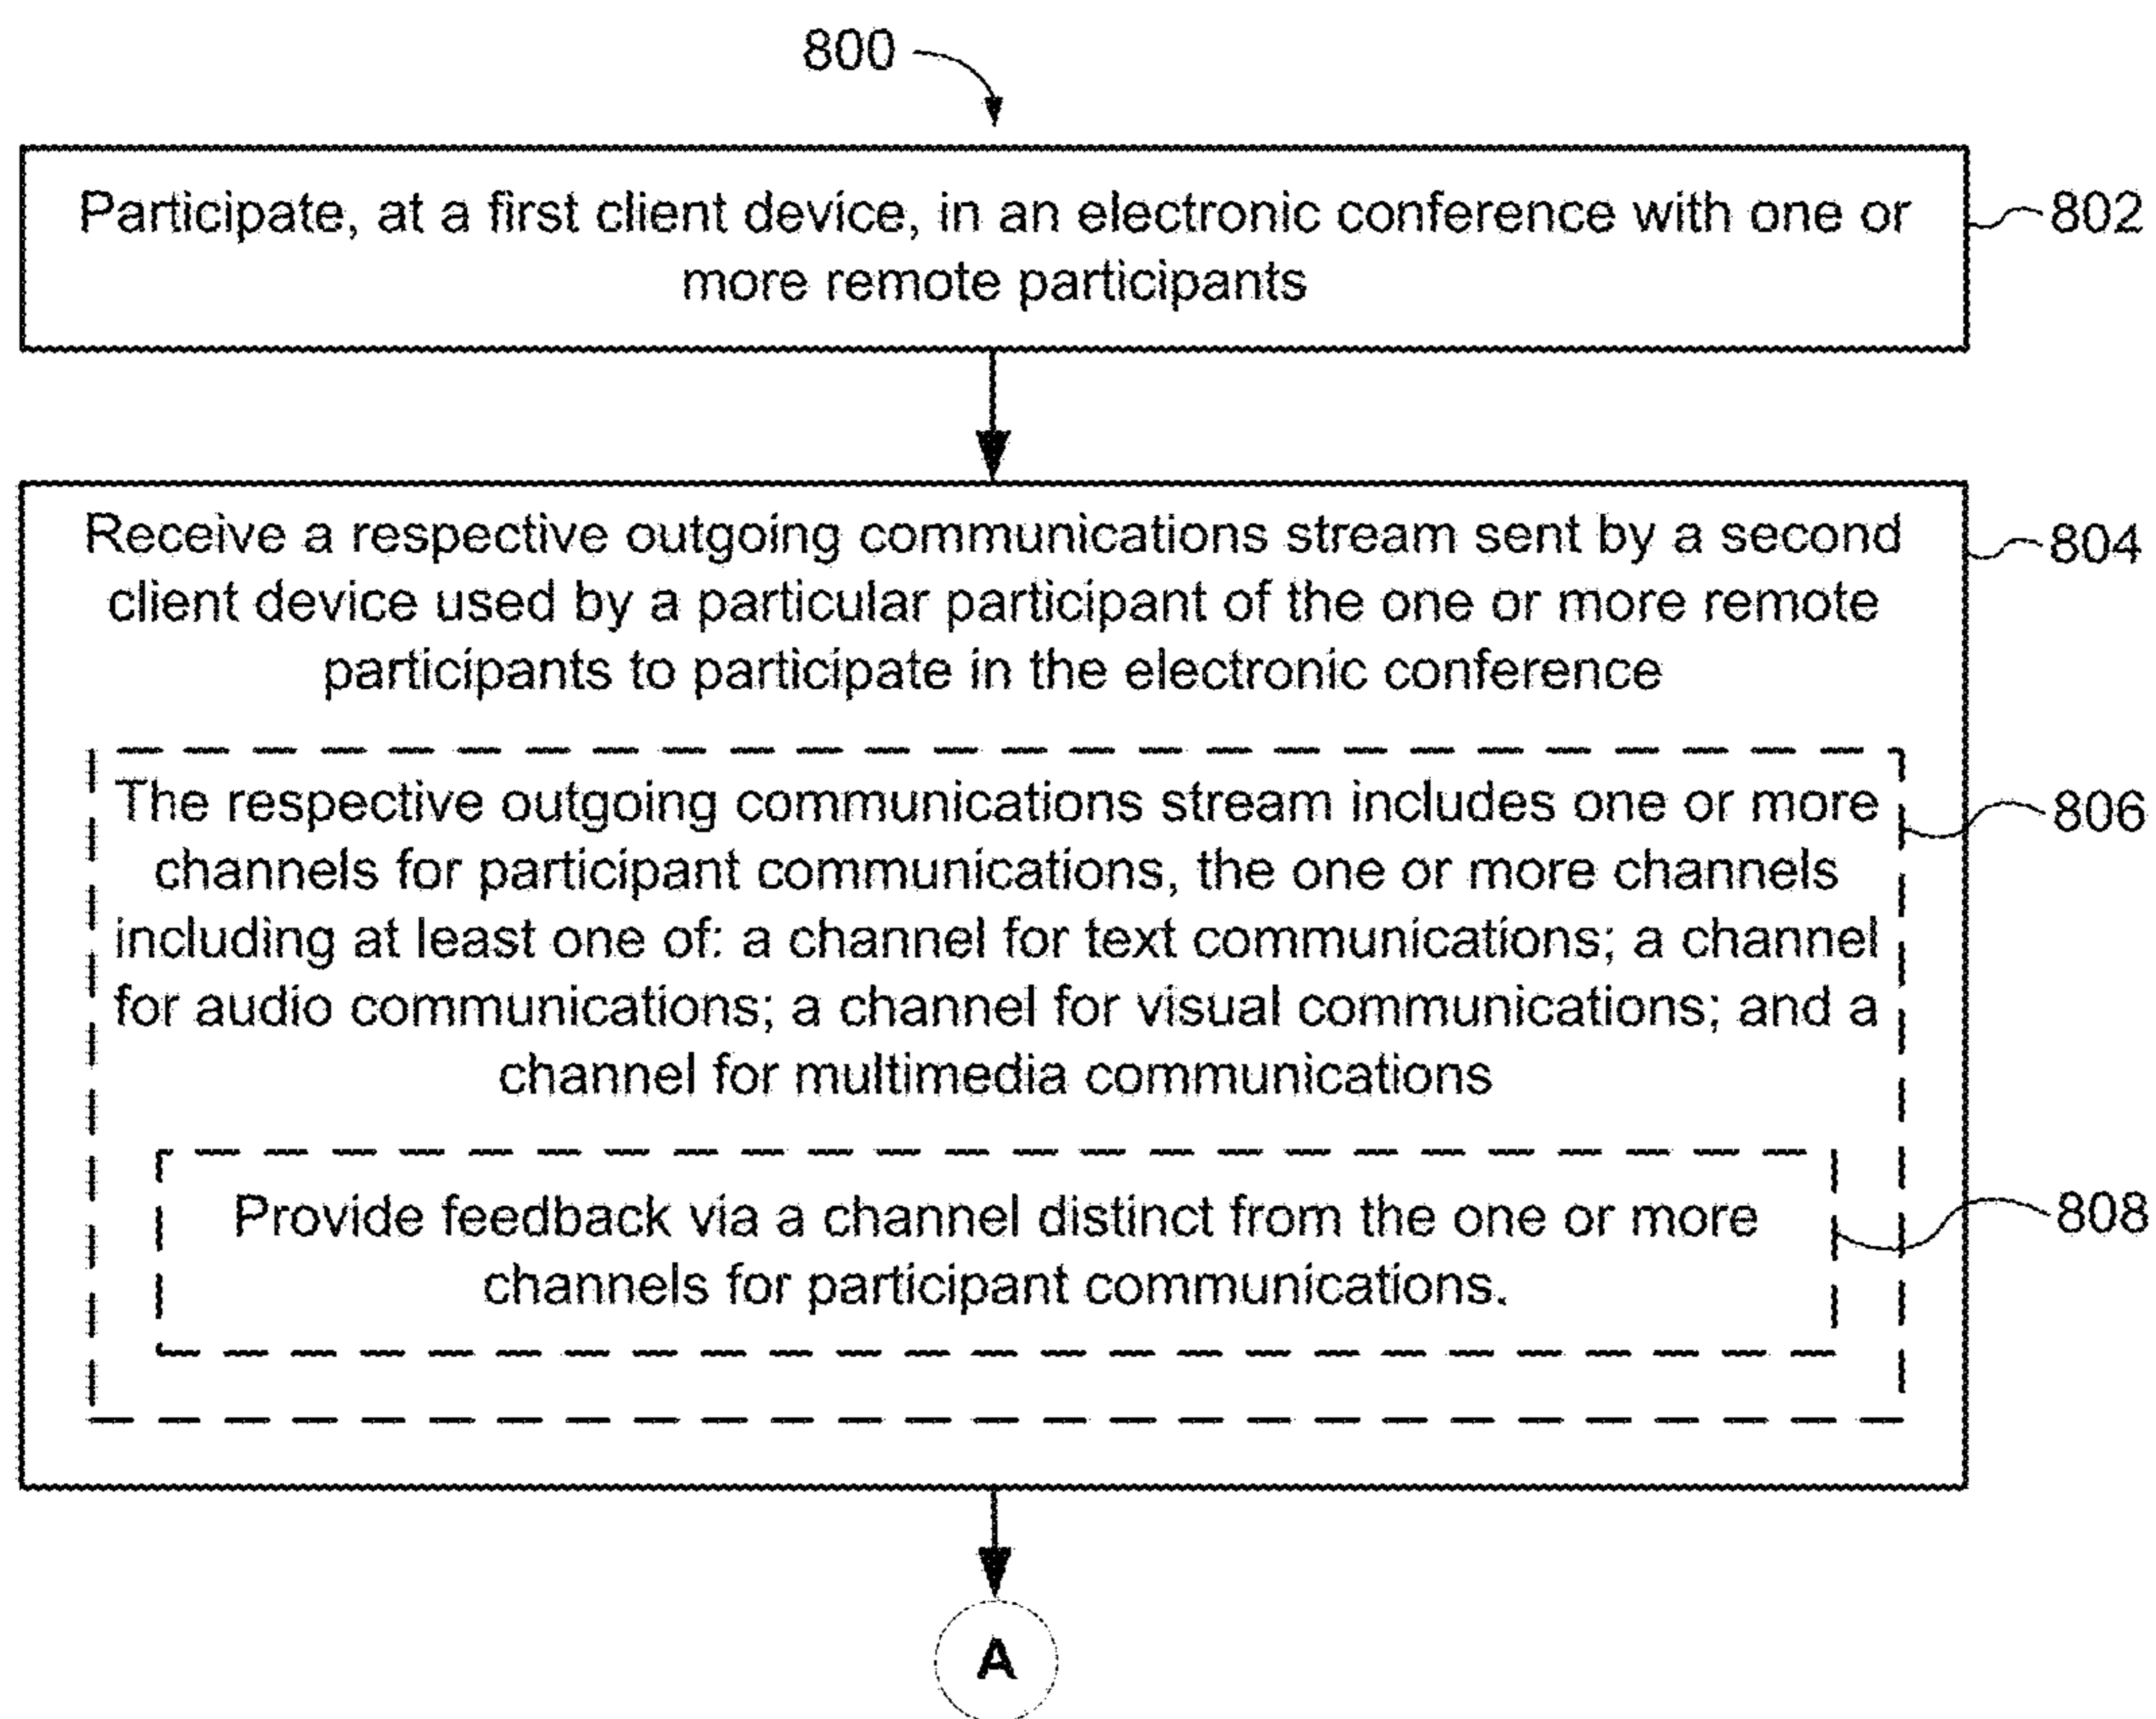 800
Participate, at a first client device, in an electronic conference with one or
more remote participants
802
Receive a respective outgoing communications stream sent by a second
client device used by a particular participant of the one or more remote
participants to participate in the electronic conference
804
The respective outgoing communications stream includes one or more
channels for participant communications, the one or more channels
including at least one of: a channel for text communications; a channel
for audio communications; a channel for visual communications; and a
channel for multimedia communications
806
Provide feedback via a channel distinct from the one or more
channels for participant communications.
808
A